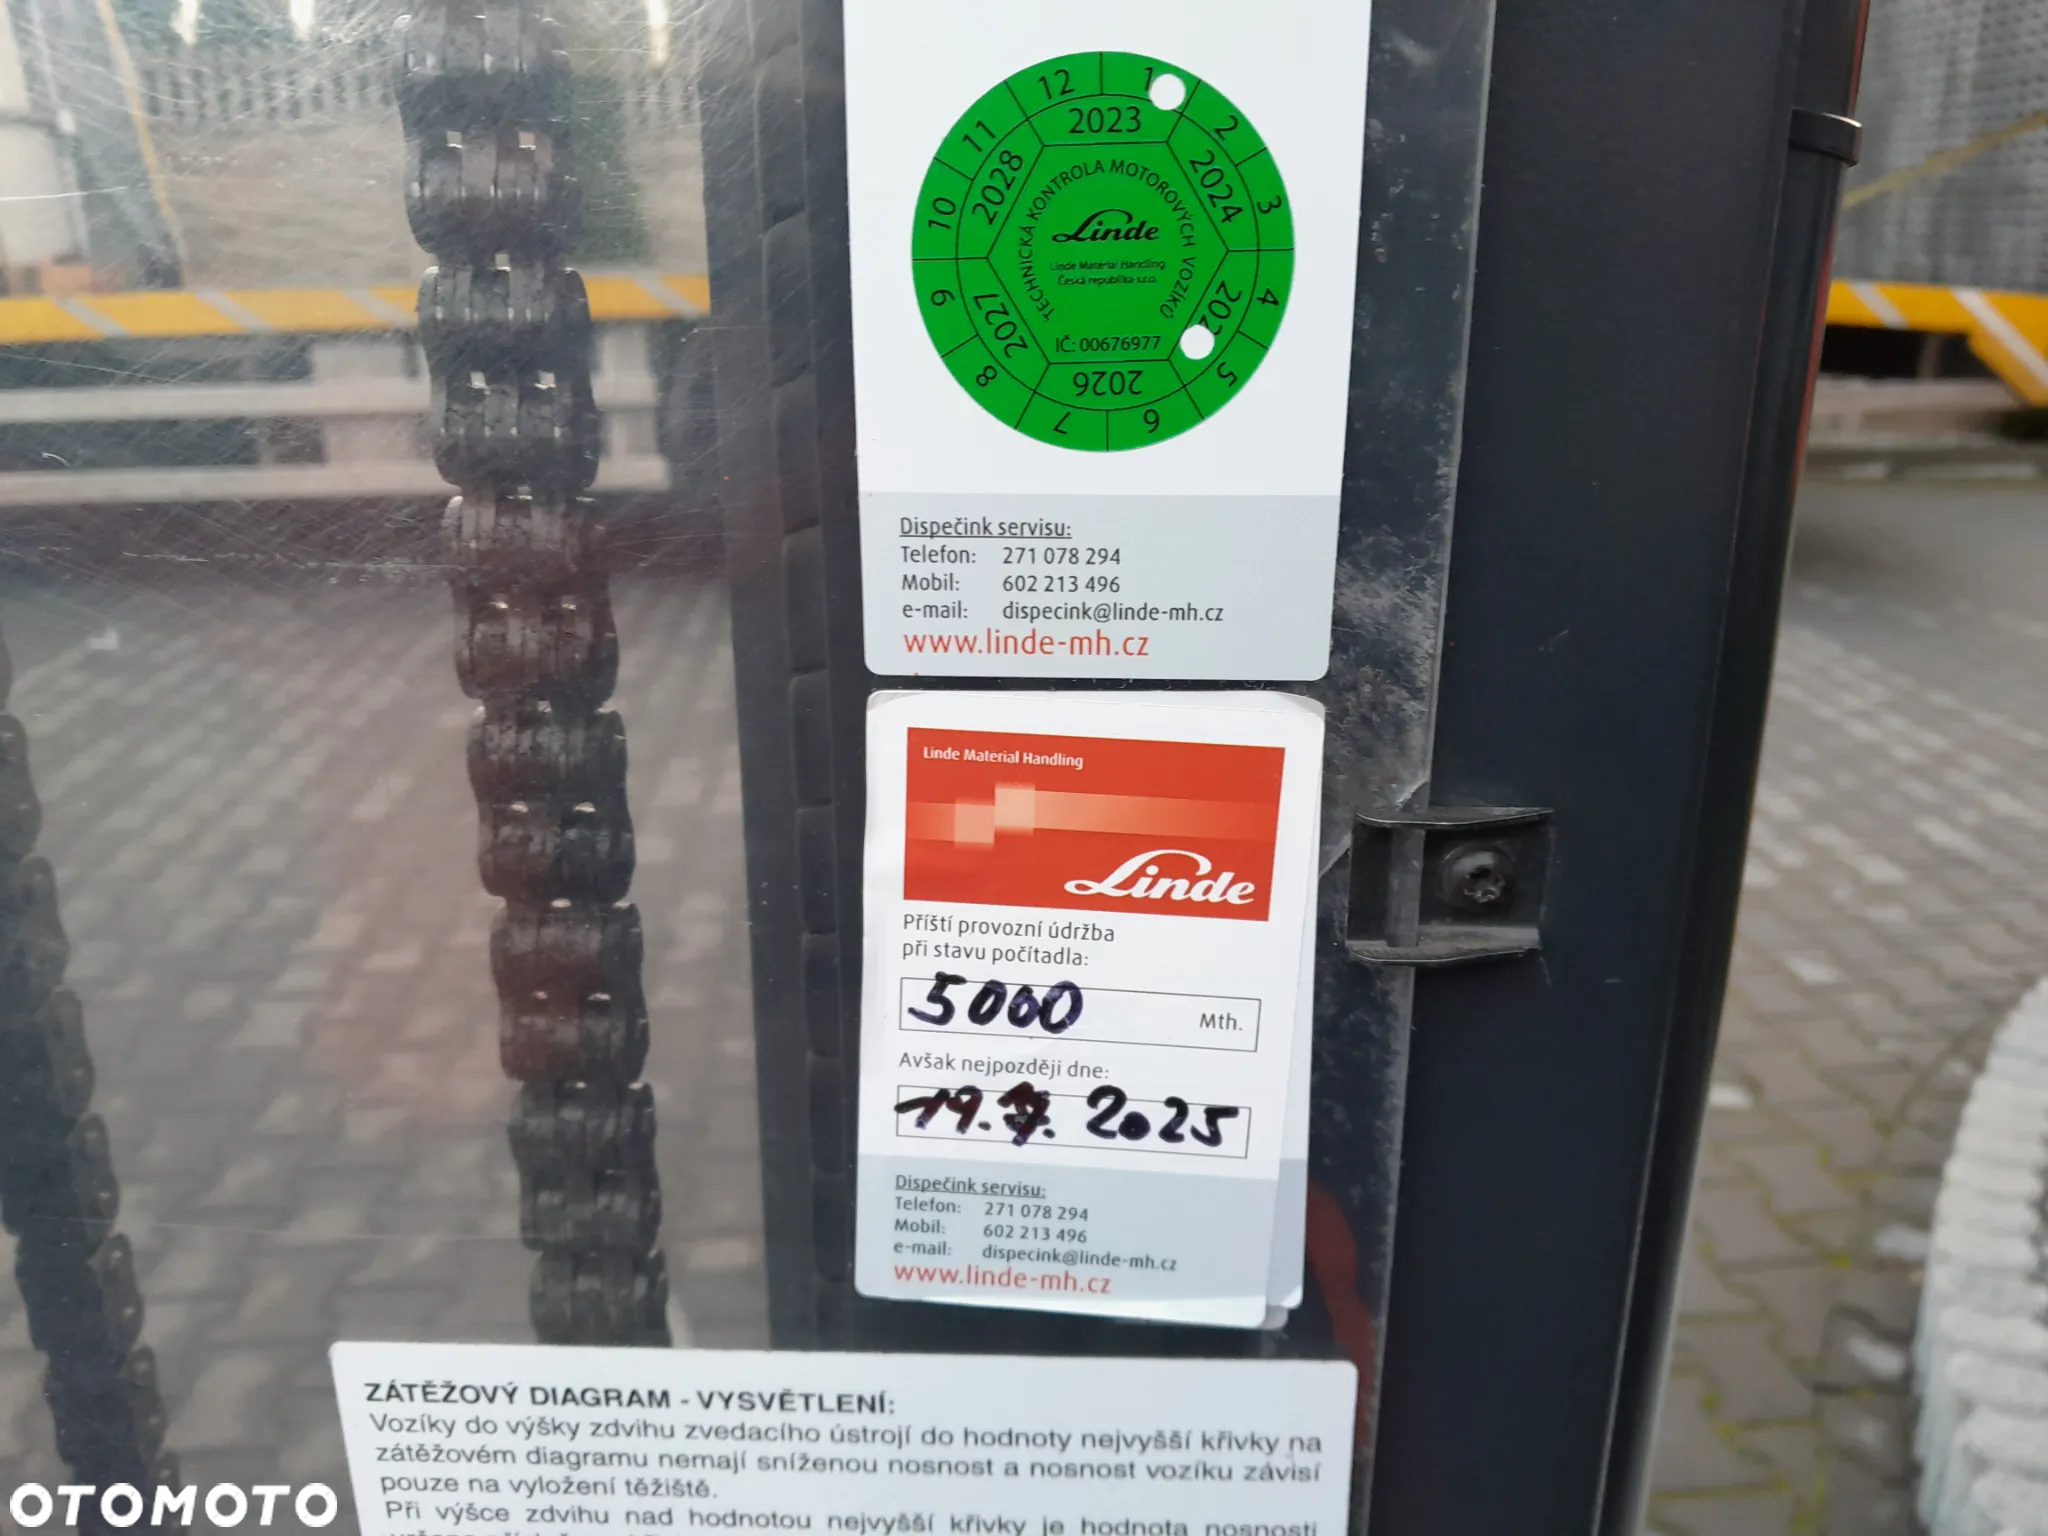 12
1
2
3
4
5
6
7
8
9
10
11
2023
2024
2026
2027
2028
TECHNICKÁ KONTROLA MOTOROVÝCH VOZÍKŮ
Linde
Linde Material Handling
Česká republika s.r.o.
IČ: 00676977
Dispečink servisu:
Telefon: 271 078 294
Mobil: 602 213 496
e-mail: dispecink@linde-mh.cz
www.linde-mh.cz
Linde Material Handling
Linde
Příští provozní údržba
při stavu počítadla:
5000 Mth.
Avšak nejpozději dne:
19.7. 2025
Dispečink servisu:
Telefon: 271 078 294
Mobil: 602 213 496
e-mail: dispecink@linde-mh.cz
www.linde-mh.cz
ZÁTĚŽOVÝ DIAGRAM - VYSVĚTLENÍ:
Vozíky do výšky zdvihu zvedacího ústrojí do hodnoty nejvyšší křivky na
zátěžovém diagramu nemají sníženou nosnost a nosnost vozíku závisí
pouze na vyložení těžiště.
Při výšce zdvihu nad hodnotou nejvyšší křivky je hodnota nosnosti
OTOMOTO